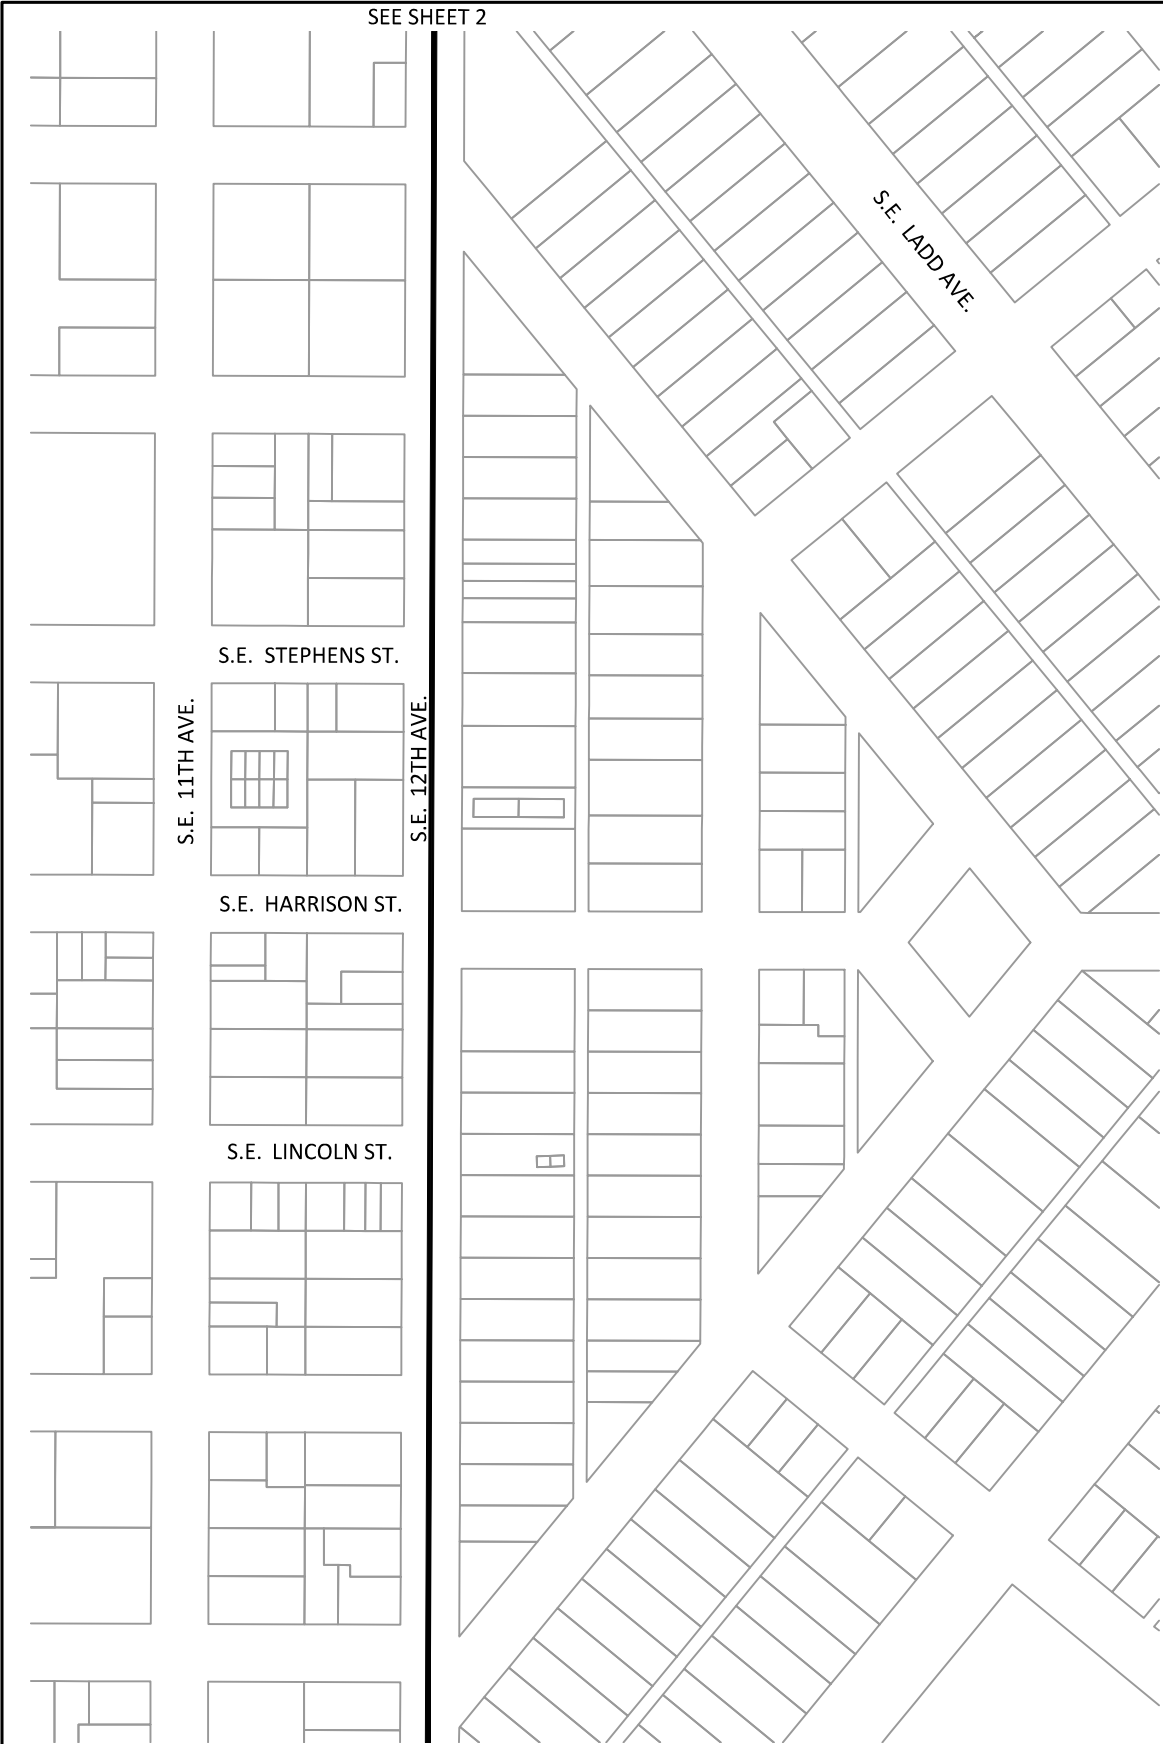 SEE SHEET 2
S.E. LADD AVE.
S.E. STEPHENS ST.
S.E. 11TH AVE.
S.E. 12TH AVE.
S.E. HARRISON ST.
S.E. LINCOLN ST.